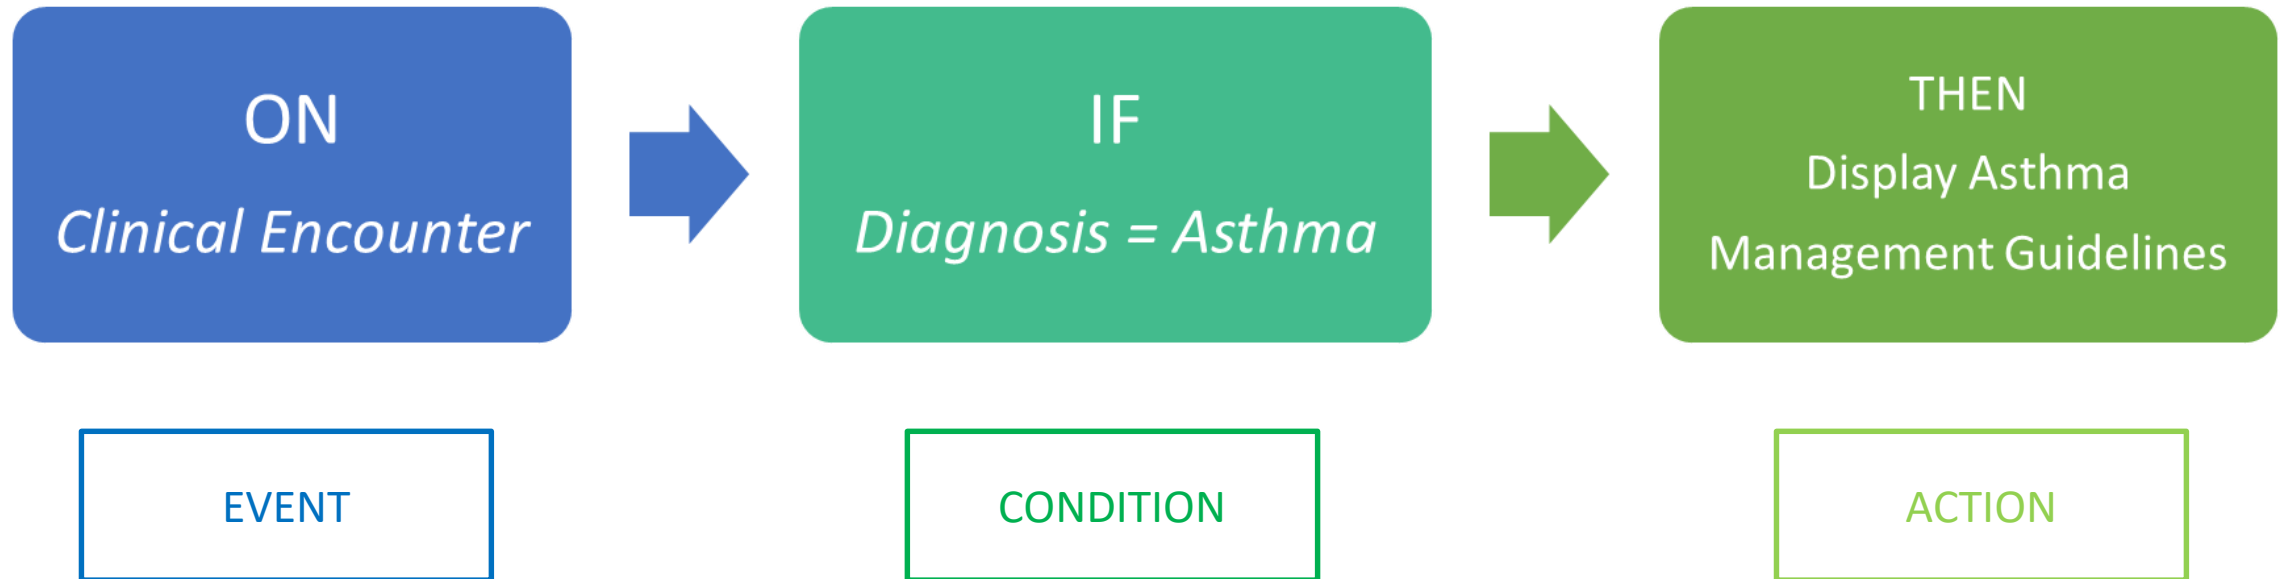 ON
Clinical Encounter
IF
Diagnosis = Asthma
THEN
Display Asthma
Management Guidelines
EVENT
CONDITION
ACTION